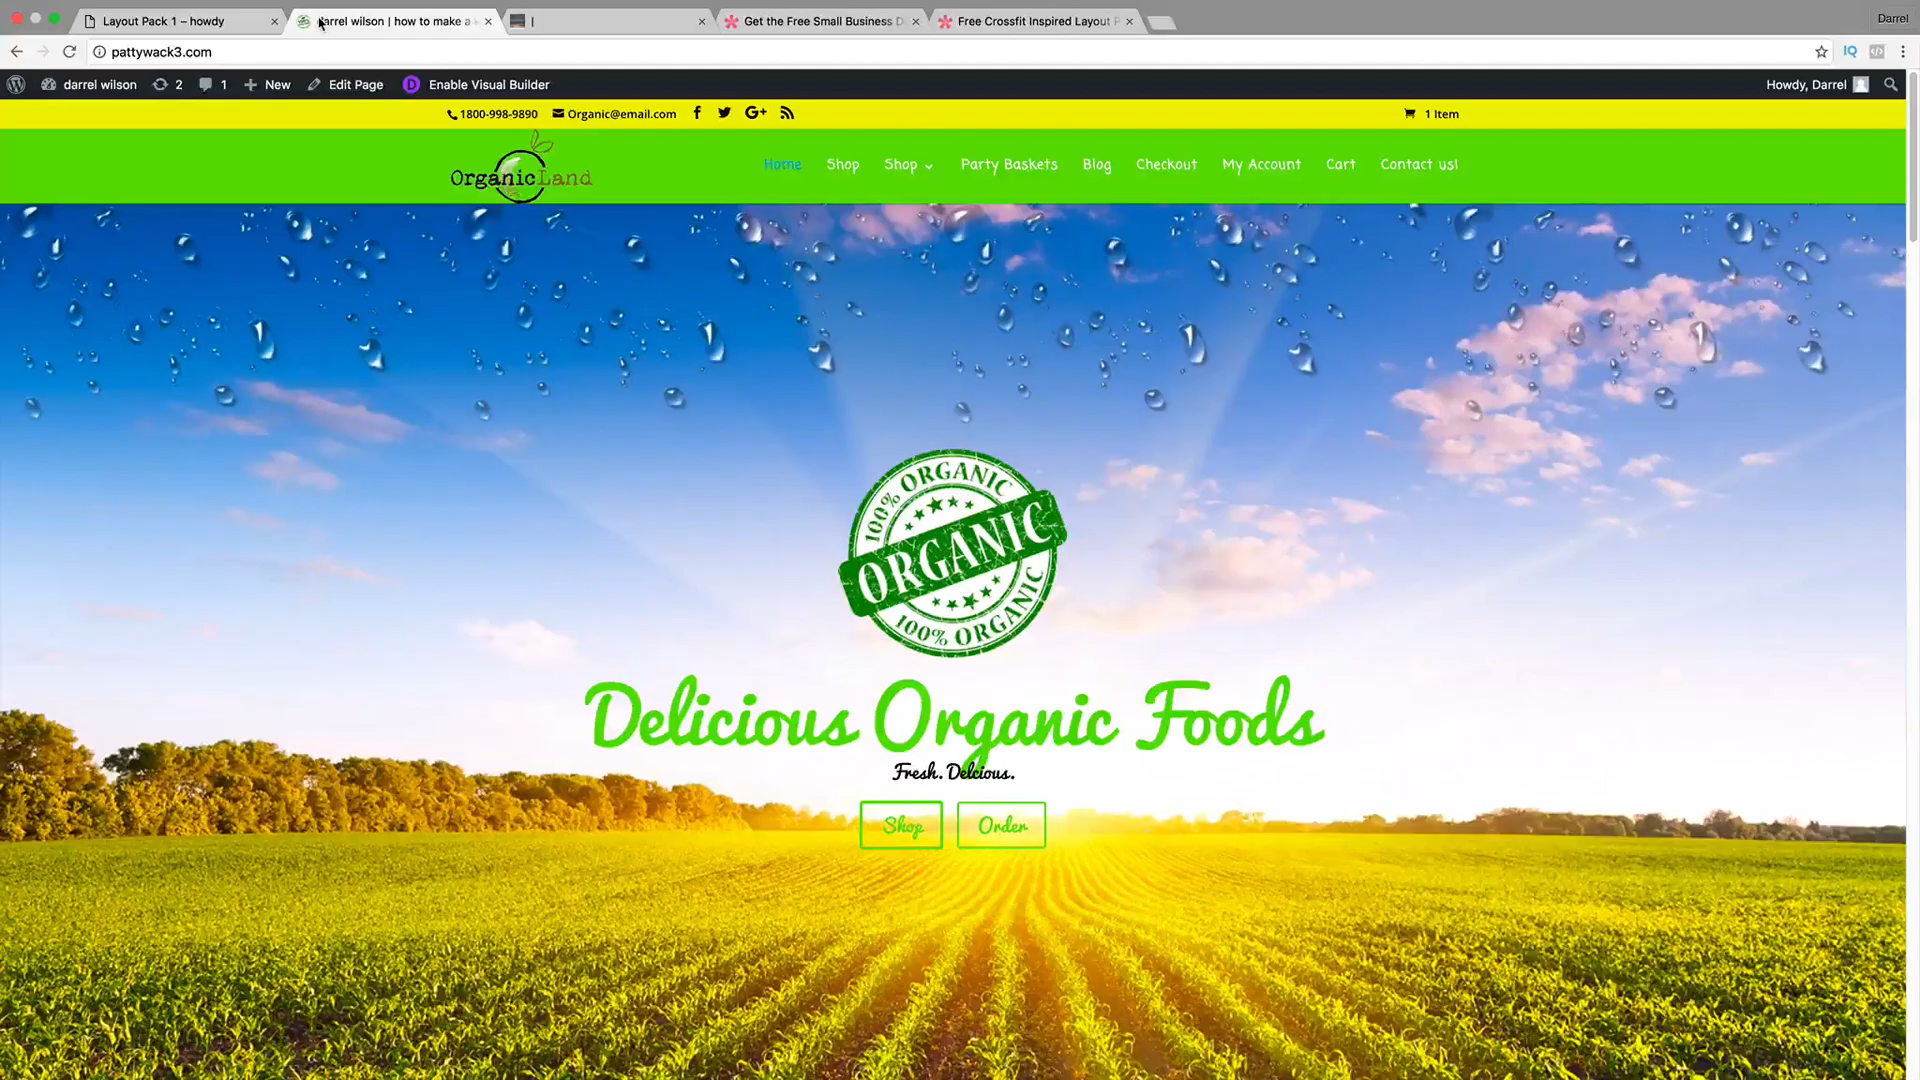 Layout Pack 1 – howdy
darrel wilson | how to make a
|
Get the Free Small Business D
Free Crossfit Inspired Layout P
Darrel
pattywack3.com
IQ
darrel wilson 2 1 + New Edit Page D Enable Visual Builder Howdy, Darrel
1800-998-9890 Organic@email.com G+ 1 Item
OrganicLand
Home Shop Shop Party Baskets Blog Checkout My Account Cart Contact us!
100% ORGANIC
ORGANIC
100% ORGANIC
Delicious Organic Foods
Fresh. Delcious.
Shop Order